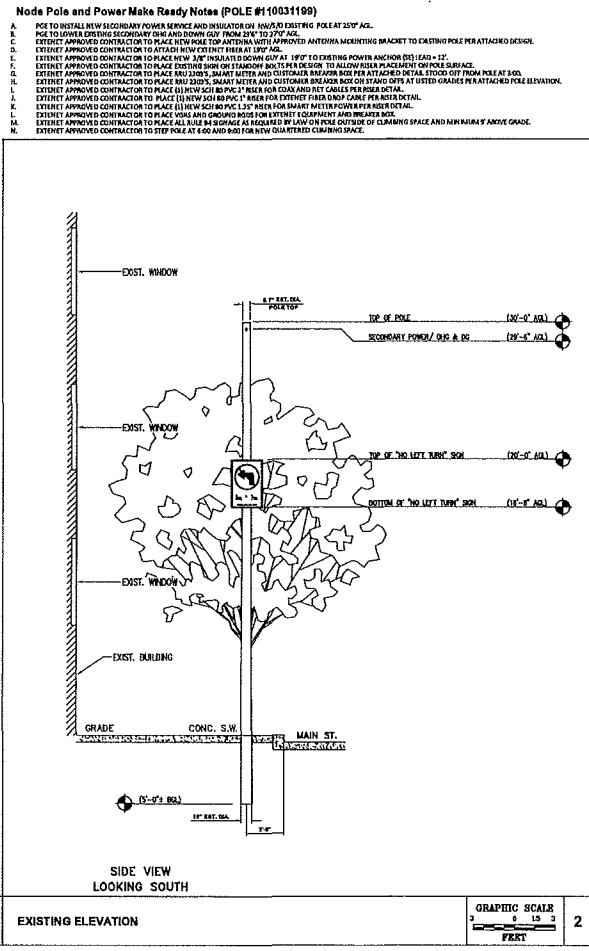 Node Pole and Power Make Ready Notes (POLE #110031199)
A. PGE TO INSTALL NEW SECONDARY POWER SERVICE AND INSULATOR ON NW/S/O EXISTING POLE AT 25'0" AGL.
B. PGE TO LOWER EXISTING SECONDARY OHG AND DOWN GUY FROM 29'6" TO 27'0" AGL.
C. EXTENET APPROVED CONTRACTOR TO PLACE NEW POLE TOP ANTENNA WITH APPROVED ANTENNA MOUNTING BRACKET TO EXISTING POLE PER ATTACHED DESIGN.
D. EXTENET APPROVED CONTRACTOR TO ATTACH NEW EXTENET FIBER AT 19'0" AGL.
E. EXTENET APPROVED CONTRACTOR TO PLACE NEW 3/8" INSULATED DOWN GUY AT 19'0" TO EXISTING POWER ANCHOR (SE) LEAD = 12'.
F. EXTENET APPROVED CONTRACTOR TO PLACE EXISTING SIGN ON STANDOFF BOLTS PER DESIGN TO ALLOW RISER PLACEMENT ON POLE SURFACE.
G. EXTENET APPROVED CONTRACTOR TO PLACE RRU 2203'S, SMART METER AND CUSTOMER BREAKER BOX PER ATTACHED DETAIL STOOD OFF FROM POLE AT 3:00.
H. EXTENET APPROVED CONTRACTOR TO PLACE RRU 2203'S, SMART METER AND CUSTOMER BREAKER BOX ON STAND OFFS AT LISTED GRADES PER ATTACHED POLE ELEVATION.
I. EXTENET APPROVED CONTRACTOR TO PLACE (1) NEW SCH 80 PVC 2" RISER FOR COAX AND RET CABLES PER RISER DETAIL.
J. EXTENET APPROVED CONTRACTOR TO PLACE (1) NEW SCH 80 PVC 1" RISER FOR EXTENET FIBER DROP CABLE PER RISER DETAIL.
K. EXTENET APPROVED CONTRACTOR TO PLACE (1) NEW SCH 80 PVC 1.25" RISER FOR SMART METER POWER PER RISER DETAIL.
L. EXTENET APPROVED CONTRACTOR TO PLACE VGRS AND GROUND RODS FOR EXTENET EQUIPMENT AND BREAKER BOX.
M. EXTENET APPROVED CONTRACTOR TO PLACE ALL RULE 94 SIGNAGE AS REQUIRED BY LAW ON POLE OUTSIDE OF CLIMBING SPACE AND MINIMUM 9' ABOVE GRADE.
N. EXTENET APPROVED CONTRACTOR TO STEP POLE AT 6:00 AND 9:00 FOR NEW QUARTERED CLIMBING SPACE.
EXIST. WINDOW
8.7" EXT. DIA.
POLE TOP
TOP OF POLE (30'-0" AGL)
SECONDARY POWER/ OHG & DG (29'-6" AGL)
EXIST. WINDOW
TOP OF "NO LEFT TURN" SIGN (20'-0" AGL)
BOTTOM OF "NO LEFT TURN" SIGN (18'-0" AGL)
EXIST. WINDOW
EXIST. BUILDING
GRADE CONC. S.W. MAIN ST.
(5'-0"± BGL)
EXT. DIA.
2'-0"
SIDE VIEW
LOOKING SOUTH
EXISTING ELEVATION
GRAPHIC SCALE
3 0 1.5 3
FEET
2